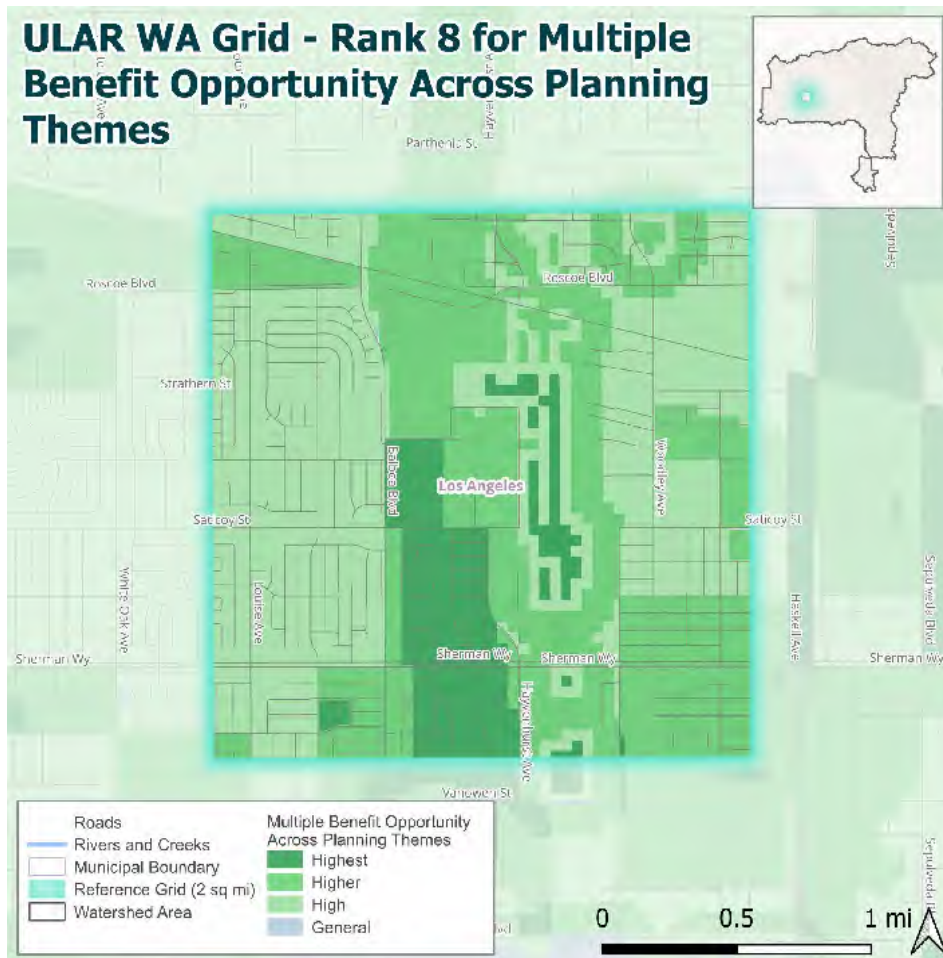 ULAR WA Grid - Rank 8 for Multiple
Benefit Opportunity Across Planning
Themes
Parthenia St
Sepulveda
Roscoe Blvd
Roscoe Blvd
Strathern St
Balboa Blvd
Woodley Ave
Los Angeles
Saticoy St
Saticoy St
White Oak Ave
Louise Ave
Haskell Ave
Sepulveda Blvd
Sherman Wy
Sherman Wy
Sherman Wy
Sherman Wy
Hayvenhurst Ave
Vanowen St
Roads
Rivers and Creeks
Municipal Boundary
Reference Grid (2 sq mi)
Watershed Area
Multiple Benefit Opportunity
Across Planning Themes
Highest
Higher
High
General
0 0.5 1 mi